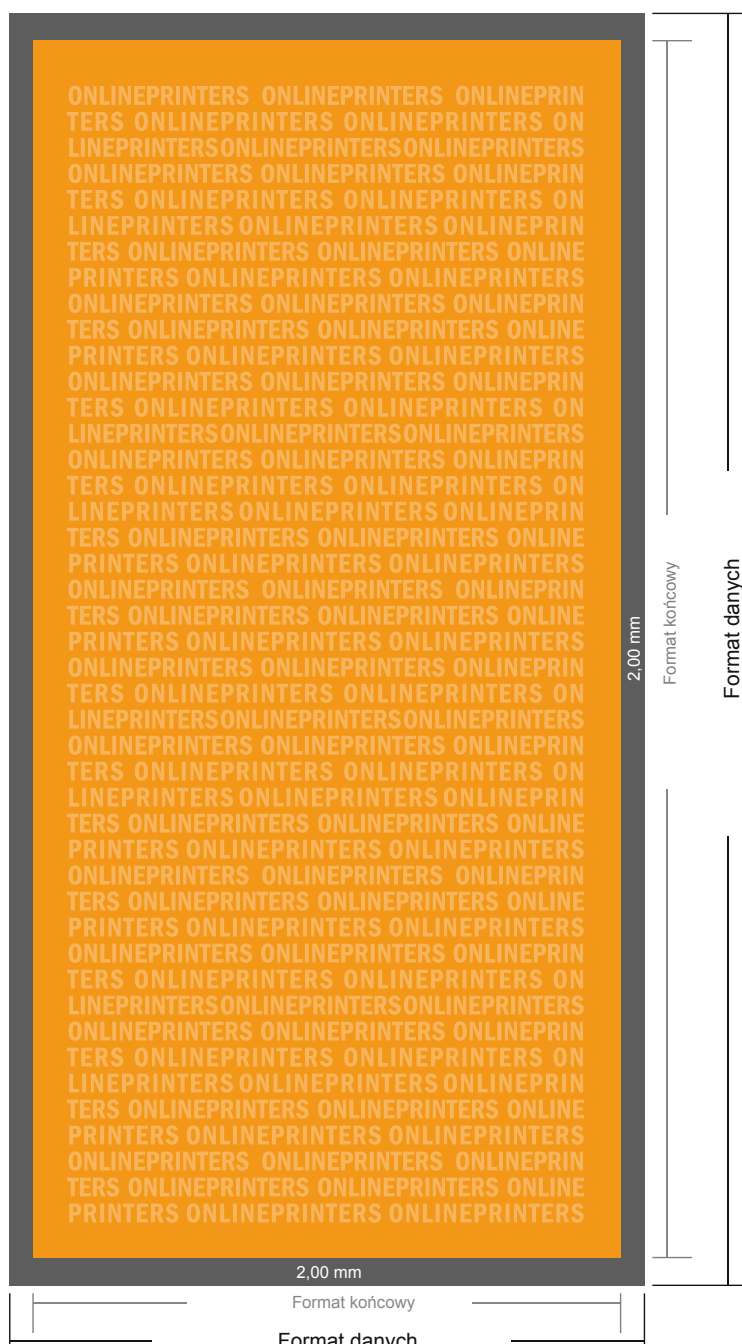 ONLINEPRINTERS ONLINEPRINTERS ONLINEPRIN
TERS ONLINEPRINTERS ONLINEPRINTERS ON
LINEPRINTERSONLINEPRINTERSONLINEPRINTERS
ONLINEPRINTERS ONLINEPRINTERS ONLINEPRIN
TERS ONLINEPRINTERS ONLINEPRINTERS ON
LINEPRINTERS ONLINEPRINTERS ONLINEPRIN
TERS ONLINEPRINTERS ONLINEPRINTERS ONLINE
PRINTERS ONLINEPRINTERS ONLINEPRINTERS
ONLINEPRINTERS ONLINEPRINTERS ONLINEPRIN
TERS ONLINEPRINTERS ONLINEPRINTERS ONLINE
PRINTERS ONLINEPRINTERS ONLINEPRINTERS
ONLINEPRINTERS ONLINEPRINTERS ONLINEPRIN
TERS ONLINEPRINTERS ONLINEPRINTERS ON
LINEPRINTERSONLINEPRINTERSONLINEPRINTERS
ONLINEPRINTERS ONLINEPRINTERS ONLINEPRIN
TERS ONLINEPRINTERS ONLINEPRINTERS ON
LINEPRINTERS ONLINEPRINTERS ONLINEPRIN
TERS ONLINEPRINTERS ONLINEPRINTERS ONLINE
PRINTERS ONLINEPRINTERS ONLINEPRINTERS
ONLINEPRINTERS ONLINEPRINTERS ONLINEPRIN
TERS ONLINEPRINTERS ONLINEPRINTERS ONLINE
PRINTERS ONLINEPRINTERS ONLINEPRINTERS
ONLINEPRINTERS ONLINEPRINTERS ONLINEPRIN
TERS ONLINEPRINTERS ONLINEPRINTERS ON
LINEPRINTERSONLINEPRINTERSONLINEPRINTERS
ONLINEPRINTERS ONLINEPRINTERS ONLINEPRIN
TERS ONLINEPRINTERS ONLINEPRINTERS ON
LINEPRINTERS ONLINEPRINTERS ONLINEPRIN
TERS ONLINEPRINTERS ONLINEPRINTERS ONLINE
PRINTERS ONLINEPRINTERS ONLINEPRINTERS
ONLINEPRINTERS ONLINEPRINTERS ONLINEPRIN
TERS ONLINEPRINTERS ONLINEPRINTERS ONLINE
PRINTERS ONLINEPRINTERS ONLINEPRINTERS
ONLINEPRINTERS ONLINEPRINTERS ONLINEPRIN
TERS ONLINEPRINTERS ONLINEPRINTERS ON
LINEPRINTERSONLINEPRINTERSONLINEPRINTERS
ONLINEPRINTERS ONLINEPRINTERS ONLINEPRIN
TERS ONLINEPRINTERS ONLINEPRINTERS ON
LINEPRINTERS ONLINEPRINTERS ONLINEPRIN
TERS ONLINEPRINTERS ONLINEPRINTERS ONLINE
PRINTERS ONLINEPRINTERS ONLINEPRINTERS
ONLINEPRINTERS ONLINEPRINTERS ONLINEPRIN
TERS ONLINEPRINTERS ONLINEPRINTERS ONLINE
PRINTERS ONLINEPRINTERS ONLINEPRINTERS
2,00 mm
Format końcowy
Format danych
2,00 mm
Format końcowy
Format danych